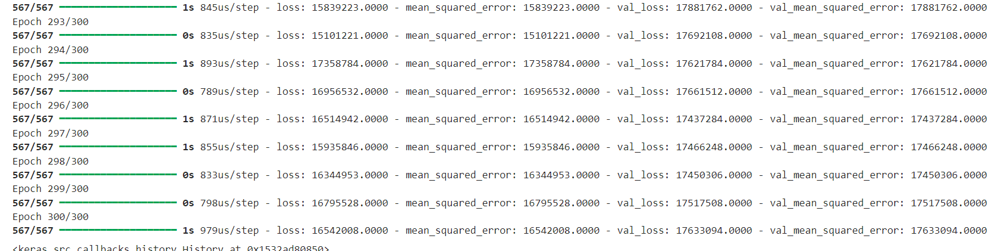 567/567 ━━━━━━━━━━━━━━━━━━━━ 1s 845us/step - loss: 15839223.0000 - mean_squared_error: 15839223.0000 - val_loss: 17881762.0000 - val_mean_squared_error: 17881762.0000
Epoch 293/300
567/567 ━━━━━━━━━━━━━━━━━━━━ 0s 835us/step - loss: 15101221.0000 - mean_squared_error: 15101221.0000 - val_loss: 17692108.0000 - val_mean_squared_error: 17692108.0000
Epoch 294/300
567/567 ━━━━━━━━━━━━━━━━━━━━ 1s 893us/step - loss: 17358784.0000 - mean_squared_error: 17358784.0000 - val_loss: 17621784.0000 - val_mean_squared_error: 17621784.0000
Epoch 295/300
567/567 ━━━━━━━━━━━━━━━━━━━━ 0s 789us/step - loss: 16956532.0000 - mean_squared_error: 16956532.0000 - val_loss: 17661512.0000 - val_mean_squared_error: 17661512.0000
Epoch 296/300
567/567 ━━━━━━━━━━━━━━━━━━━━ 1s 871us/step - loss: 16514942.0000 - mean_squared_error: 16514942.0000 - val_loss: 17437284.0000 - val_mean_squared_error: 17437284.0000
Epoch 297/300
567/567 ━━━━━━━━━━━━━━━━━━━━ 1s 855us/step - loss: 15935846.0000 - mean_squared_error: 15935846.0000 - val_loss: 17466248.0000 - val_mean_squared_error: 17466248.0000
Epoch 298/300
567/567 ━━━━━━━━━━━━━━━━━━━━ 0s 833us/step - loss: 16344953.0000 - mean_squared_error: 16344953.0000 - val_loss: 17450306.0000 - val_mean_squared_error: 17450306.0000
Epoch 299/300
567/567 ━━━━━━━━━━━━━━━━━━━━ 0s 798us/step - loss: 16795528.0000 - mean_squared_error: 16795528.0000 - val_loss: 17517508.0000 - val_mean_squared_error: 17517508.0000
Epoch 300/300
567/567 ━━━━━━━━━━━━━━━━━━━━ 1s 979us/step - loss: 16542008.0000 - mean_squared_error: 16542008.0000 - val_loss: 17633094.0000 - val_mean_squared_error: 17633094.0000
<keras.src.callbacks.history.History at 0x1532ad80850>